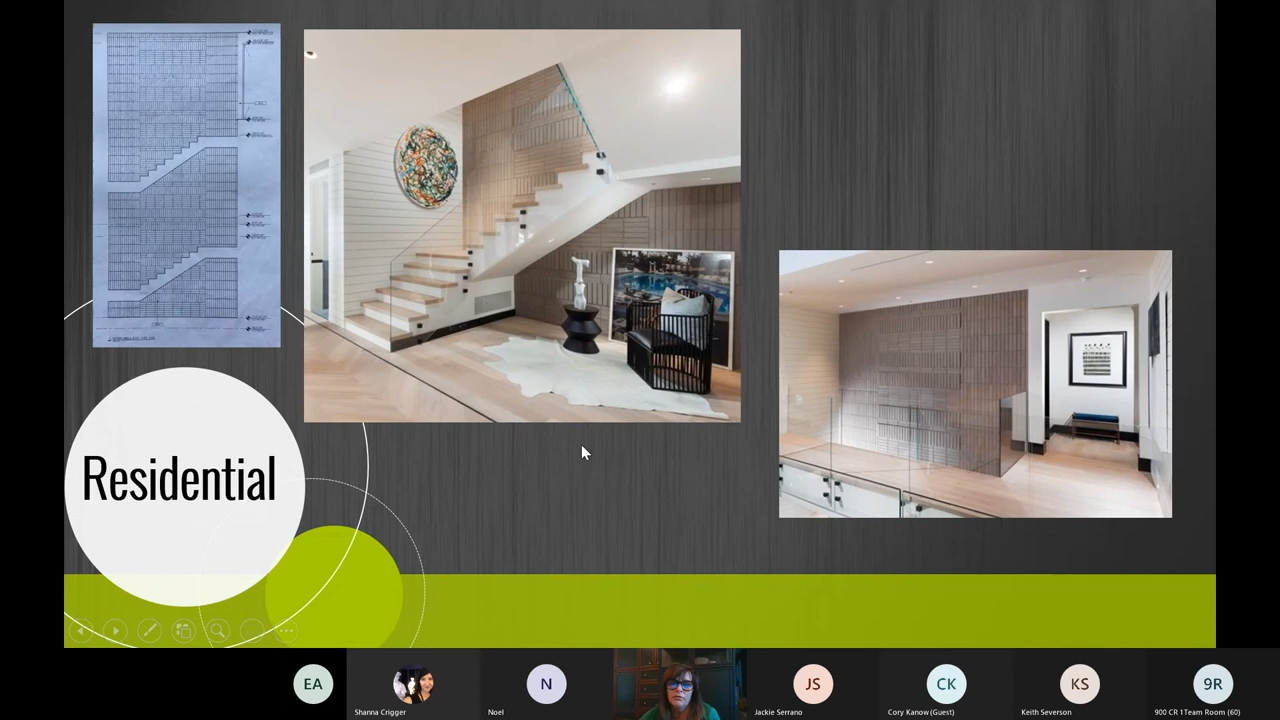 Residential
EA
Shanna Crigger
N
Noel
JS
Jackie Serrano
CK
Cory Kanow (Guest)
KS
Keith Severson
9R
900 CR 1Team Room (60)